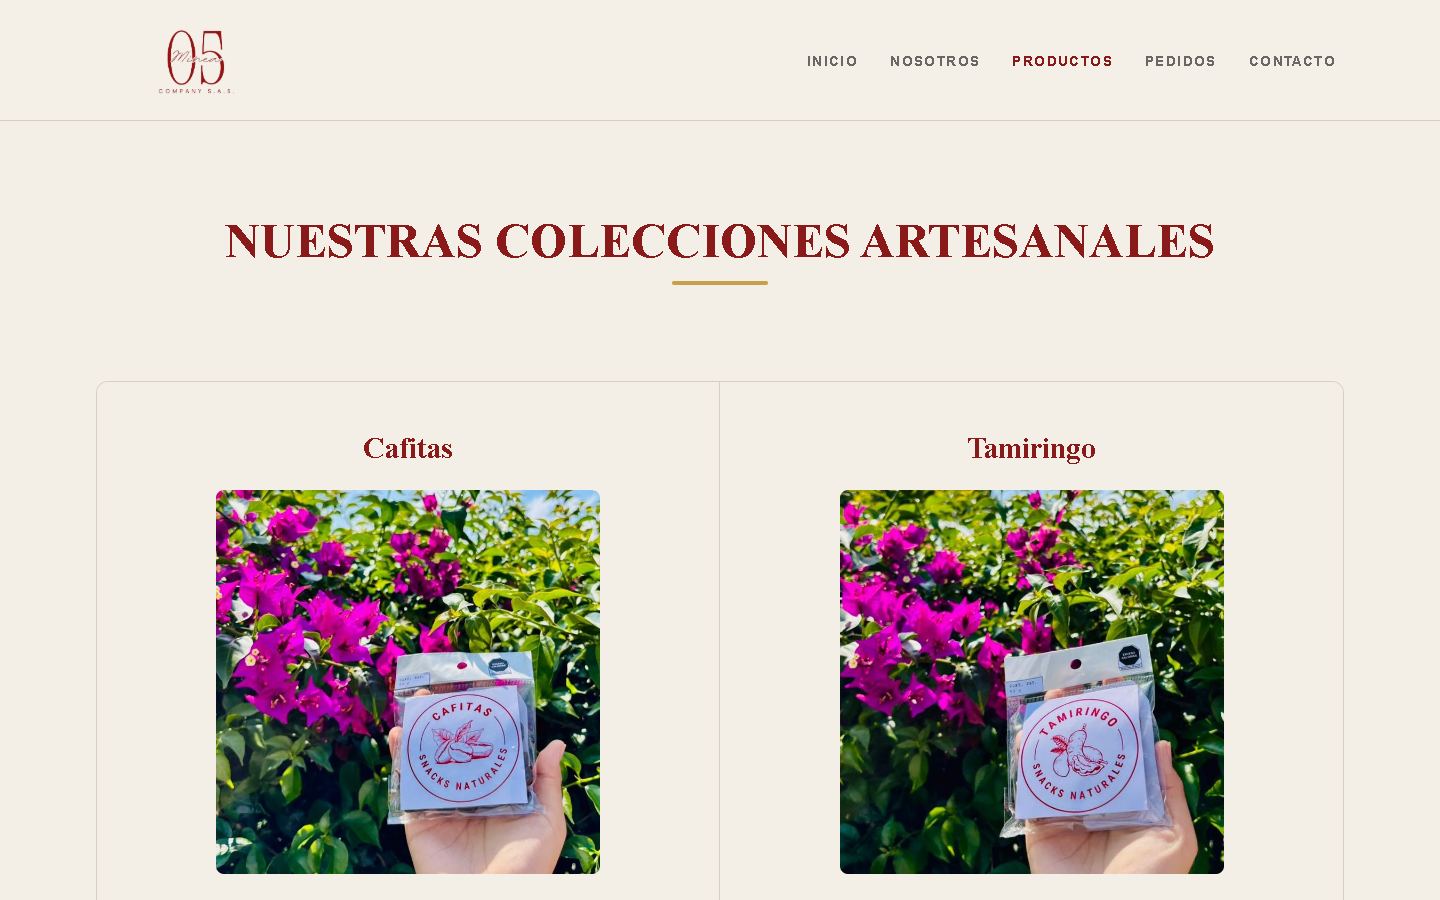 05
Minea
COMPANY S.A.S.
INICIO NOSOTROS PRODUCTOS PEDIDOS CONTACTO
NUESTRAS COLECCIONES ARTESANALES
Cafitas
Tamiringo
CAFITAS
SNACKS NATURALES
TAMIRINGO
SNACKS NATURALES